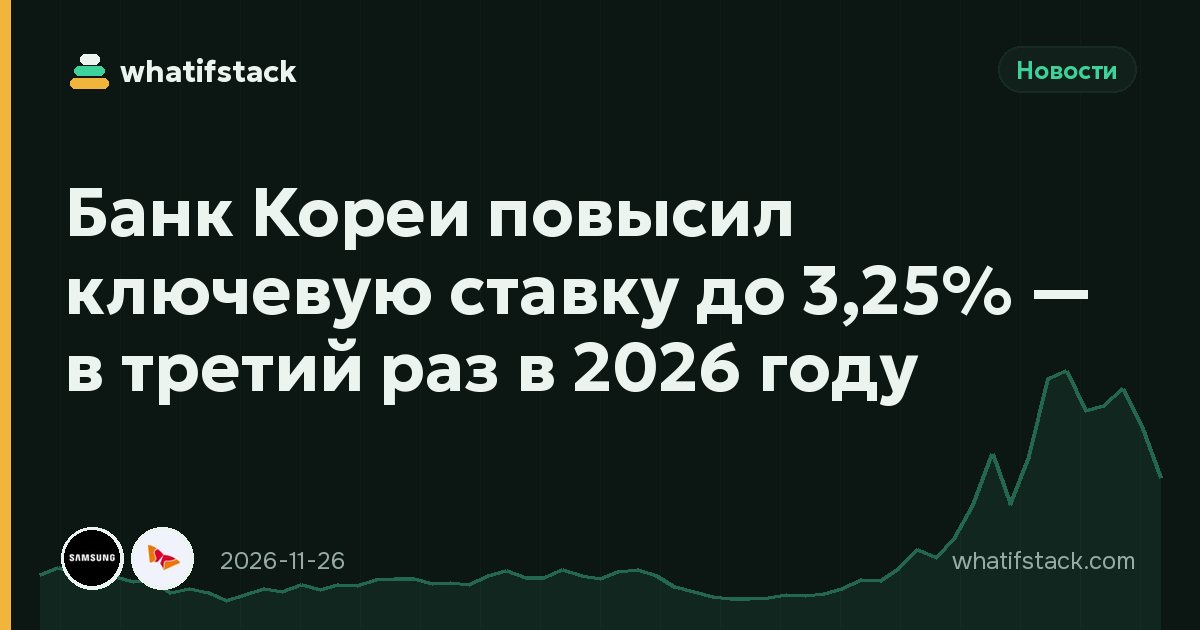 whatifstack
Новости
Банк Кореи повысил
ключевую ставку до 3,25% —
в третий раз в 2026 году
SAMSUNG
2026-11-26
whatifstack.com